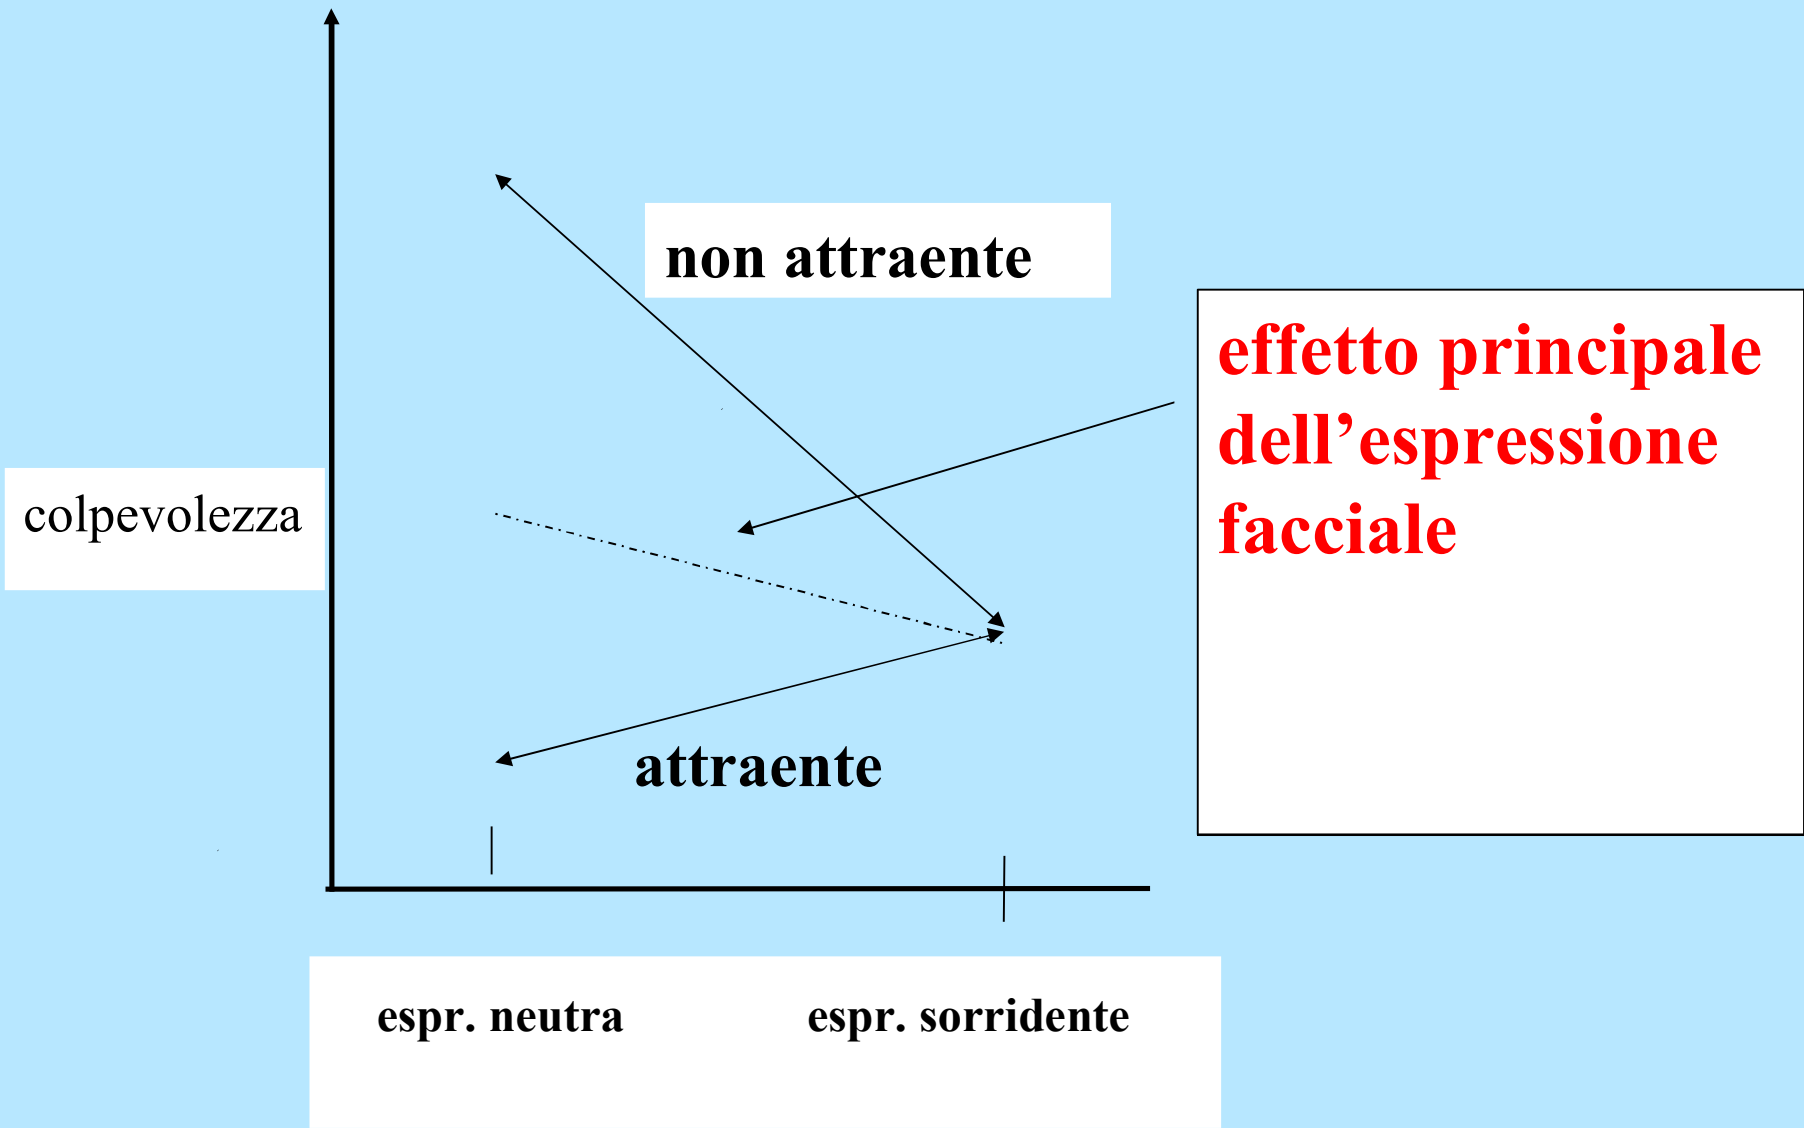 non attraente
effetto principale
dell’espressione
facciale
colpevolezza
attraente
espr. neutra
espr. sorridente